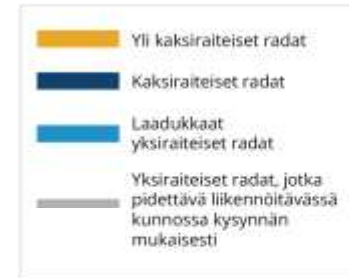 Yli kaksiraiteiset radat
Kaksiraiteiset radat
Laadukkaat
yksiraiteiset radat
Yksiraiteiset radat, jotka
pidettävä liikennöitävässä
kunnossa kysynnän
mukaisesti